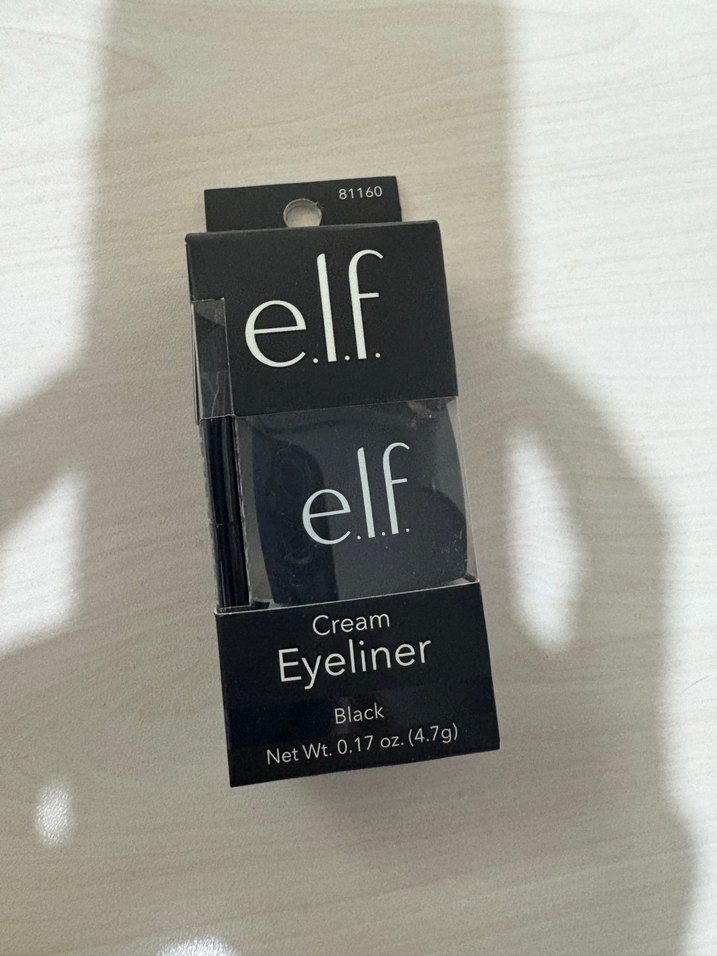 81160
e.l.f.
e.l.f.
Cream
Eyeliner
Black
Net Wt. 0.17 oz. (4.7g)